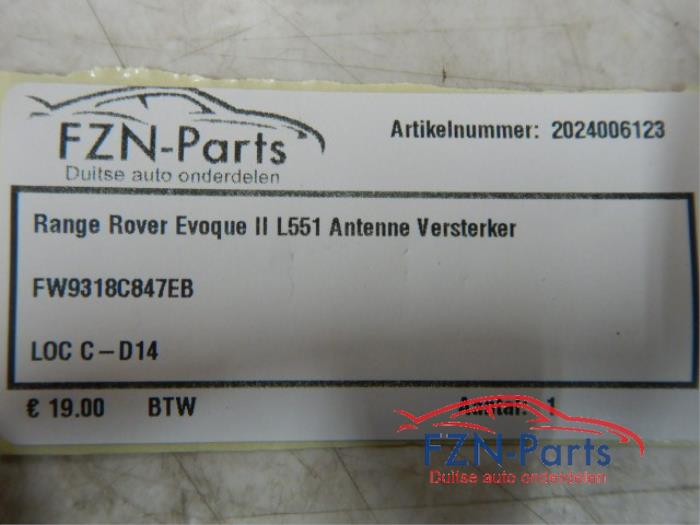 FZN-Parts
Duitse auto onderdelen
Artikelnummer: 2024006123
Range Rover Evoque II L551 Antenne Versterker
FW9318C847EB
LOC C-D14
€ 19.00 BTW Aantal: 1
FZN-Parts
Duitse auto onderdelen